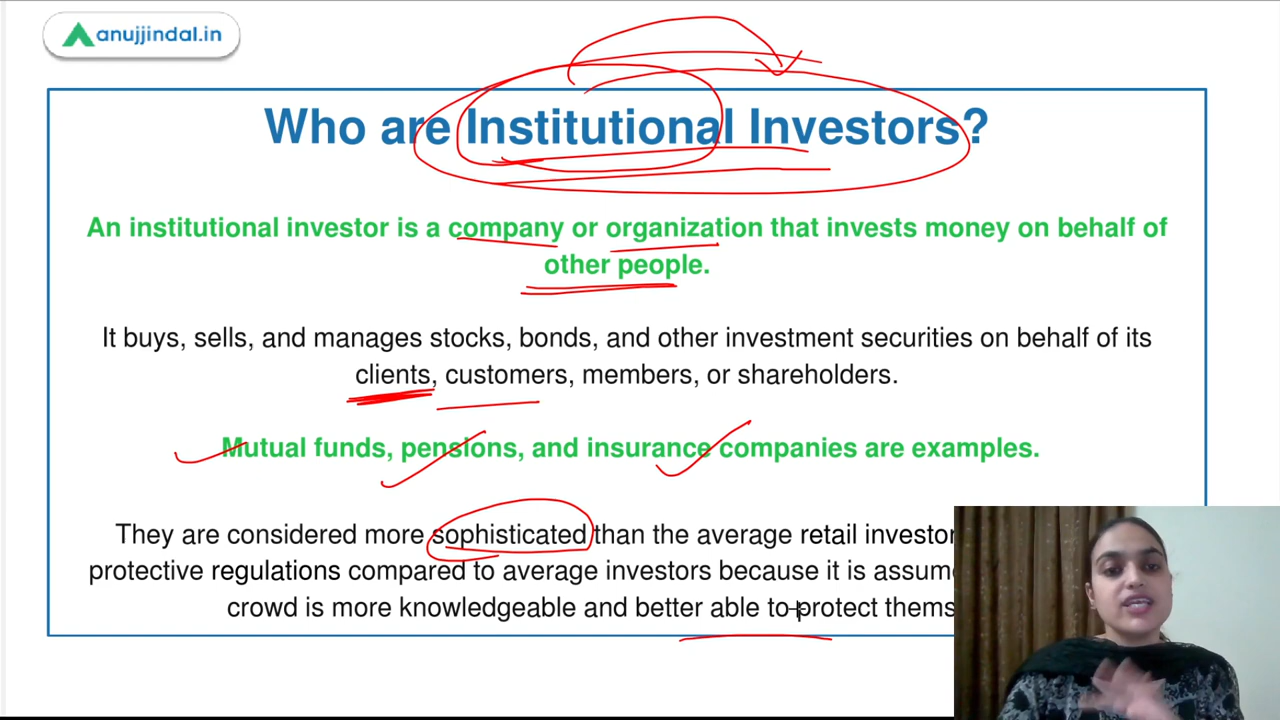 anujjindal.in
Who are Institutional Investors?
An institutional investor is a company or organization that invests money on behalf of
other people.
It buys, sells, and manages stocks, bonds, and other investment securities on behalf of its
clients, customers, members, or shareholders.
Mutual funds, pensions, and insurance companies are examples.
They are considered more sophisticated than the average retail investor
protective regulations compared to average investors because it is
crowd is more knowledgeable and better able to protect